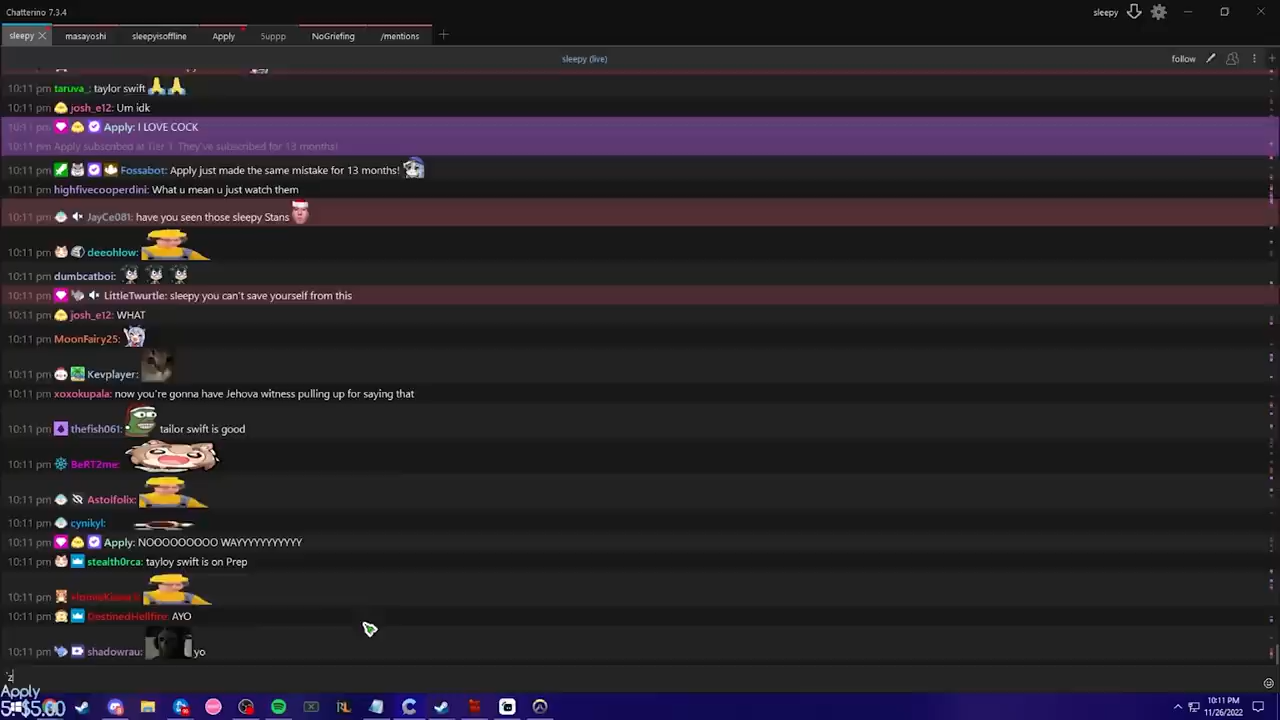 Chatterino 7.3.4
sleepy
sleepy masayoshi sleepyisoffline Apply 5uppp NoGriefing /mentions
sleepy (live)
follow
10:11 pm taruva_: taylor swift
10:11 pm josh_e12: Um idk
10:11 pm Apply: I LOVE COCK
10:11 pm Apply subscribed at Tier 1. They've subscribed for 13 months!
10:11 pm Fossabot: Apply just made the same mistake for 13 months!
10:11 pm highfivecooperdini: What u mean u just watch them
10:11 pm JayCe081: have you seen those sleepy Stans
10:11 pm deeohlow:
10:11 pm dumbcatboi:
10:11 pm LittleTwurtle: sleepy you can't save yourself from this
10:11 pm josh_e12: WHAT
10:11 pm MoonFairy25:
10:11 pm Kevplayer:
10:11 pm xoxokupala: now you're gonna have Jehova witness pulling up for saying that
10:11 pm thefish061: tailor swift is good
10:11 pm BeRT2me:
10:11 pm Astolfolix:
10:11 pm cynikyl:
10:11 pm Apply: NOOOOOOOOO WAYYYYYYYYYY
10:11 pm stealth0rca: tayloy swift is on Prep
10:11 pm
10:11 pm DestinedHellfire: AYO
10:11 pm shadowrau: yo
Apply
$5.00
10:11 PM
11/26/2022